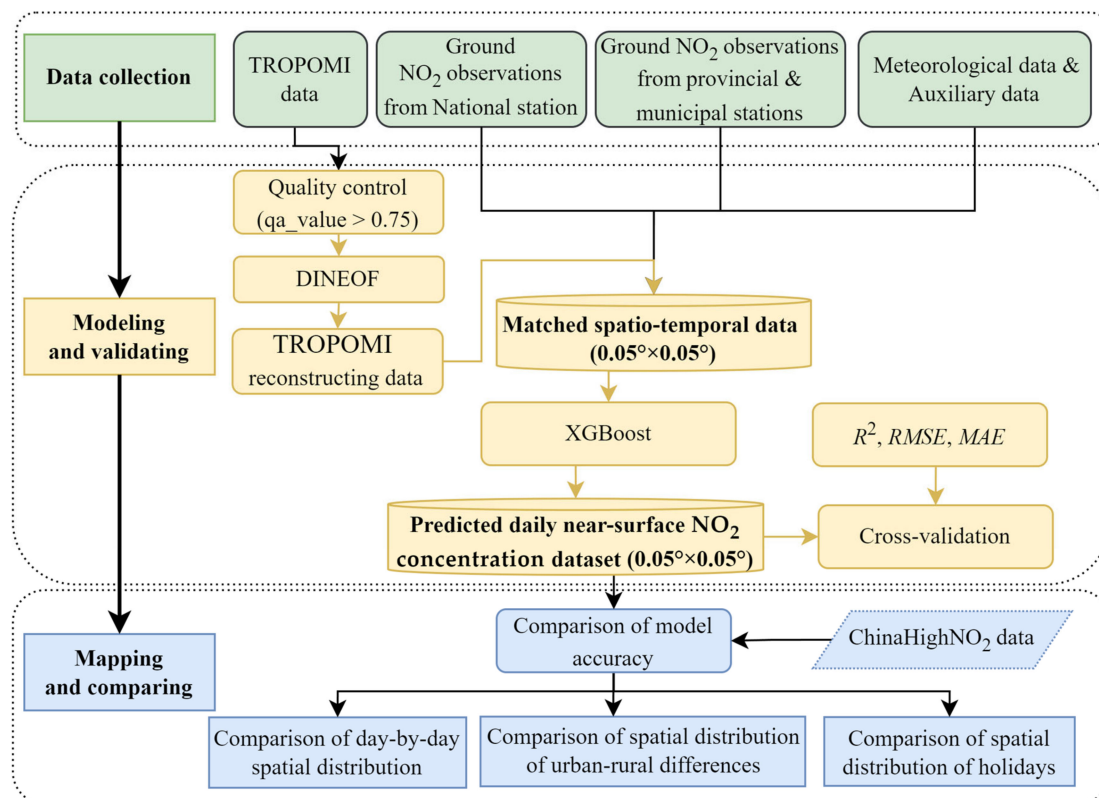 Data collection
TROPOMI
data
Ground
NO₂ observations
from National station
Ground NO₂ observations
from provincial &
municipal stations
Meteorological data &
Auxiliary data
Quality control
(qa_value > 0.75)
DINEOF
TROPOMI
reconstructing data
Modeling
and validating
Matched spatio-temporal data
(0.05°×0.05°)
XGBoost
R², RMSE, MAE
Predicted daily near-surface NO₂
concentration dataset (0.05°×0.05°)
Cross-validation
Mapping
and comparing
Comparison of model
accuracy
ChinaHighNO₂ data
Comparison of day-by-day
spatial distribution
Comparison of spatial distribution
of urban-rural differences
Comparison of spatial
distribution of holidays